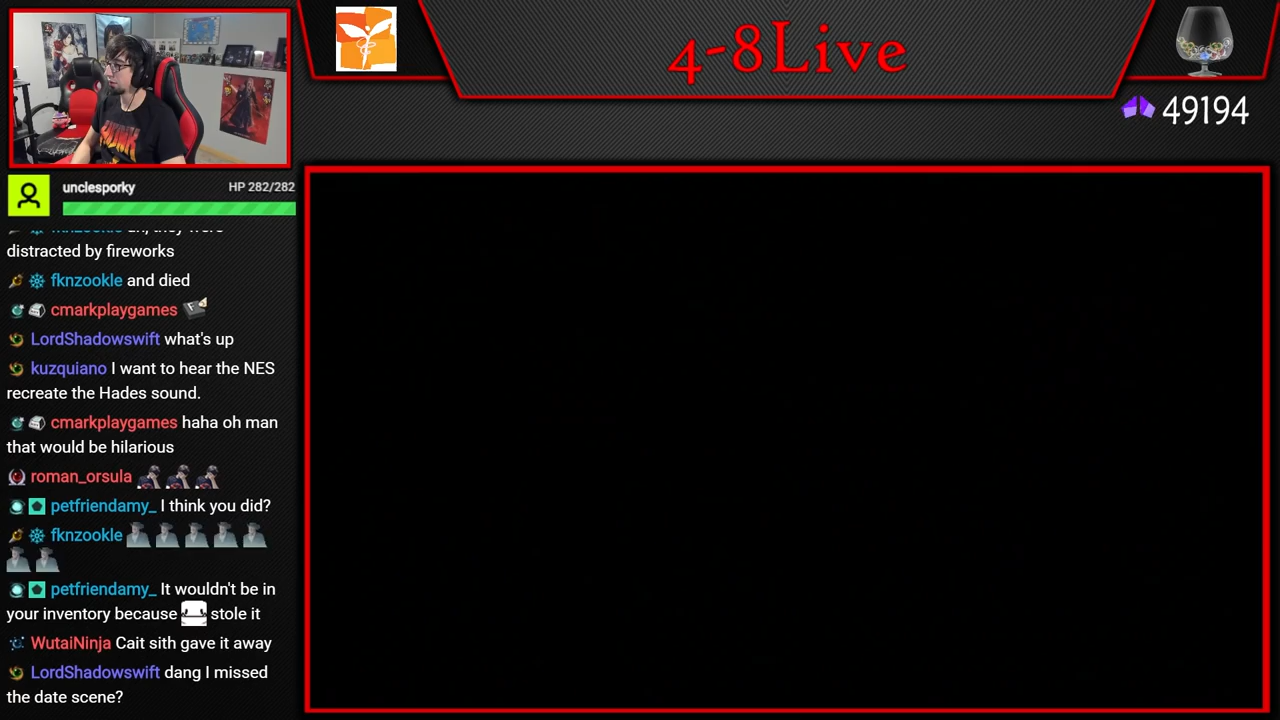 4-8Live
49194
unclesporky
HP 282/282
distracted by fireworks
fknzookle and died
cmarkplaygames
LordShadowswift what's up
kuzquiano I want to hear the NES
recreate the Hades sound.
cmarkplaygames haha oh man
that would be hilarious
roman_orsula
petfriendamy_ I think you did?
fknzookle
petfriendamy_ It wouldn't be in
your inventory because stole it
WutaiNinja Cait sith gave it away
LordShadowswift dang I missed
the date scene?